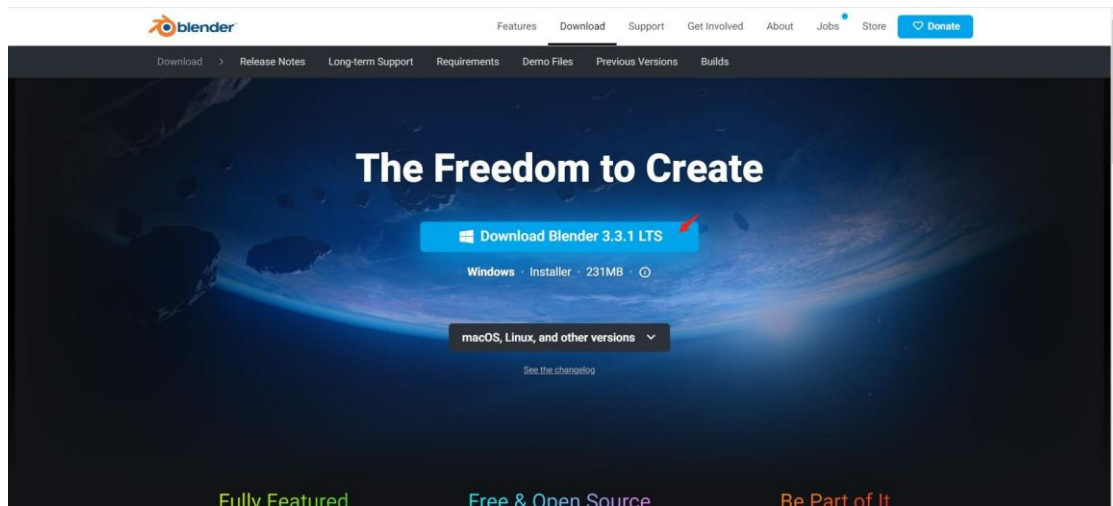 blender
Features Download Support Get Involved About Jobs Store Donate
Download > Release Notes Long-term Support Requirements Demo Files Previous Versions Builds
The Freedom to Create
Download Blender 3.3.1 LTS
Windows · Installer · 231MB ·
macOS, Linux, and other versions
See the changelog
Fully Featured Free & Open Source Be Part of It